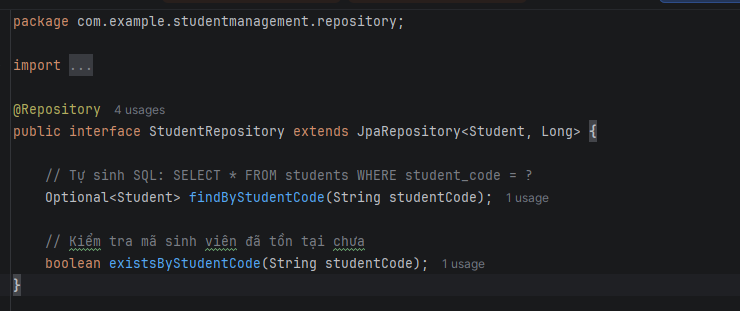 package com.example.studentmanagement.repository;
import ...
@Repository 4 usages
public interface StudentRepository extends JpaRepository<Student, Long> {
// Tự sinh SQL: SELECT * FROM students WHERE student_code = ?
Optional<Student> findByStudentCode(String studentCode); 1 usage
// Kiểm tra mã sinh viên đã tồn tại chưa
boolean existsByStudentCode(String studentCode); 1 usage
}